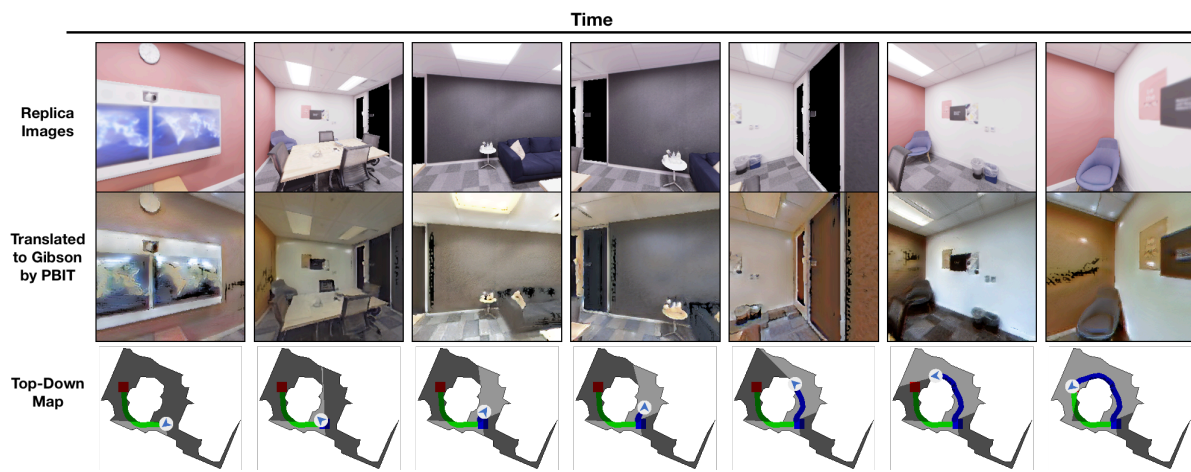 Time
Replica
Images
Translated
to Gibson
by PBIT
Top-Down
Map